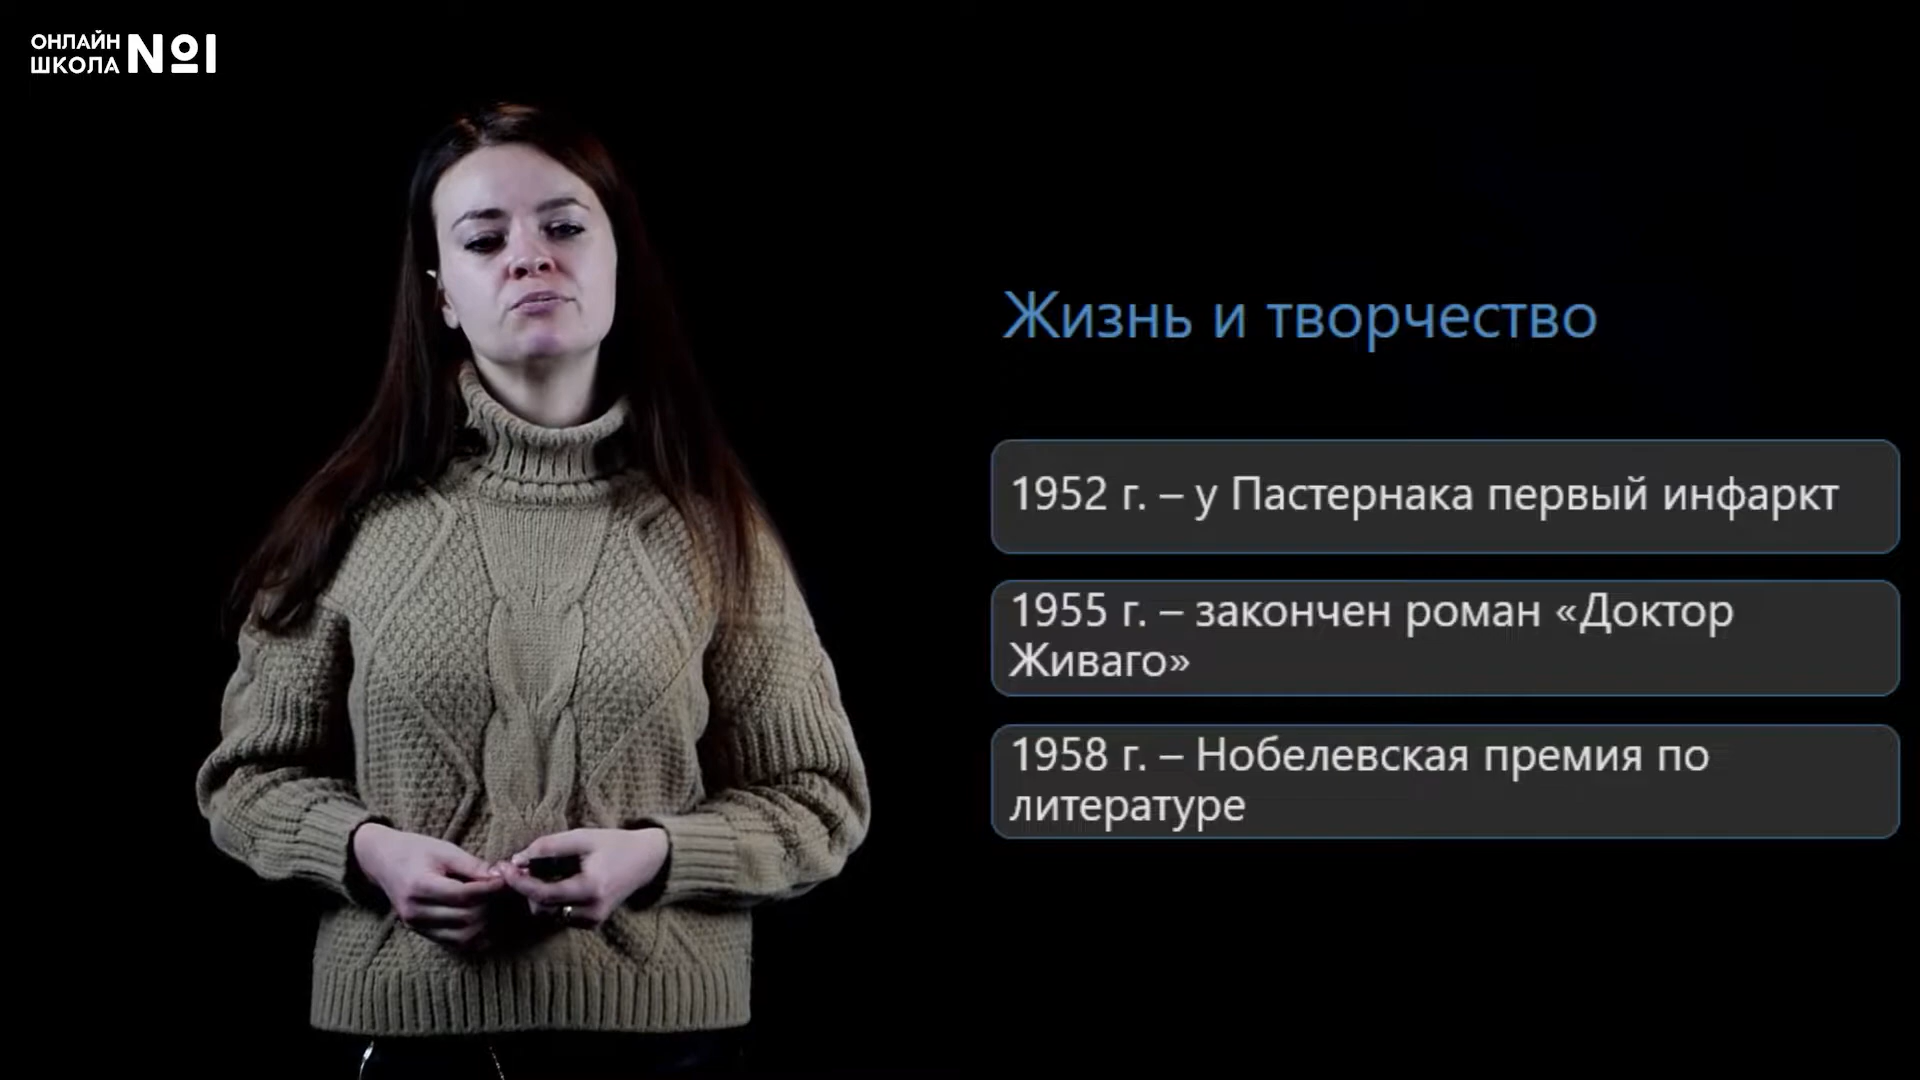 ОНЛАЙН
ШКОЛА №1
Жизнь и творчество
1952 г. – у Пастернака первый инфаркт
1955 г. – закончен роман «Доктор
Живаго»
1958 г. – Нобелевская премия по
литературе